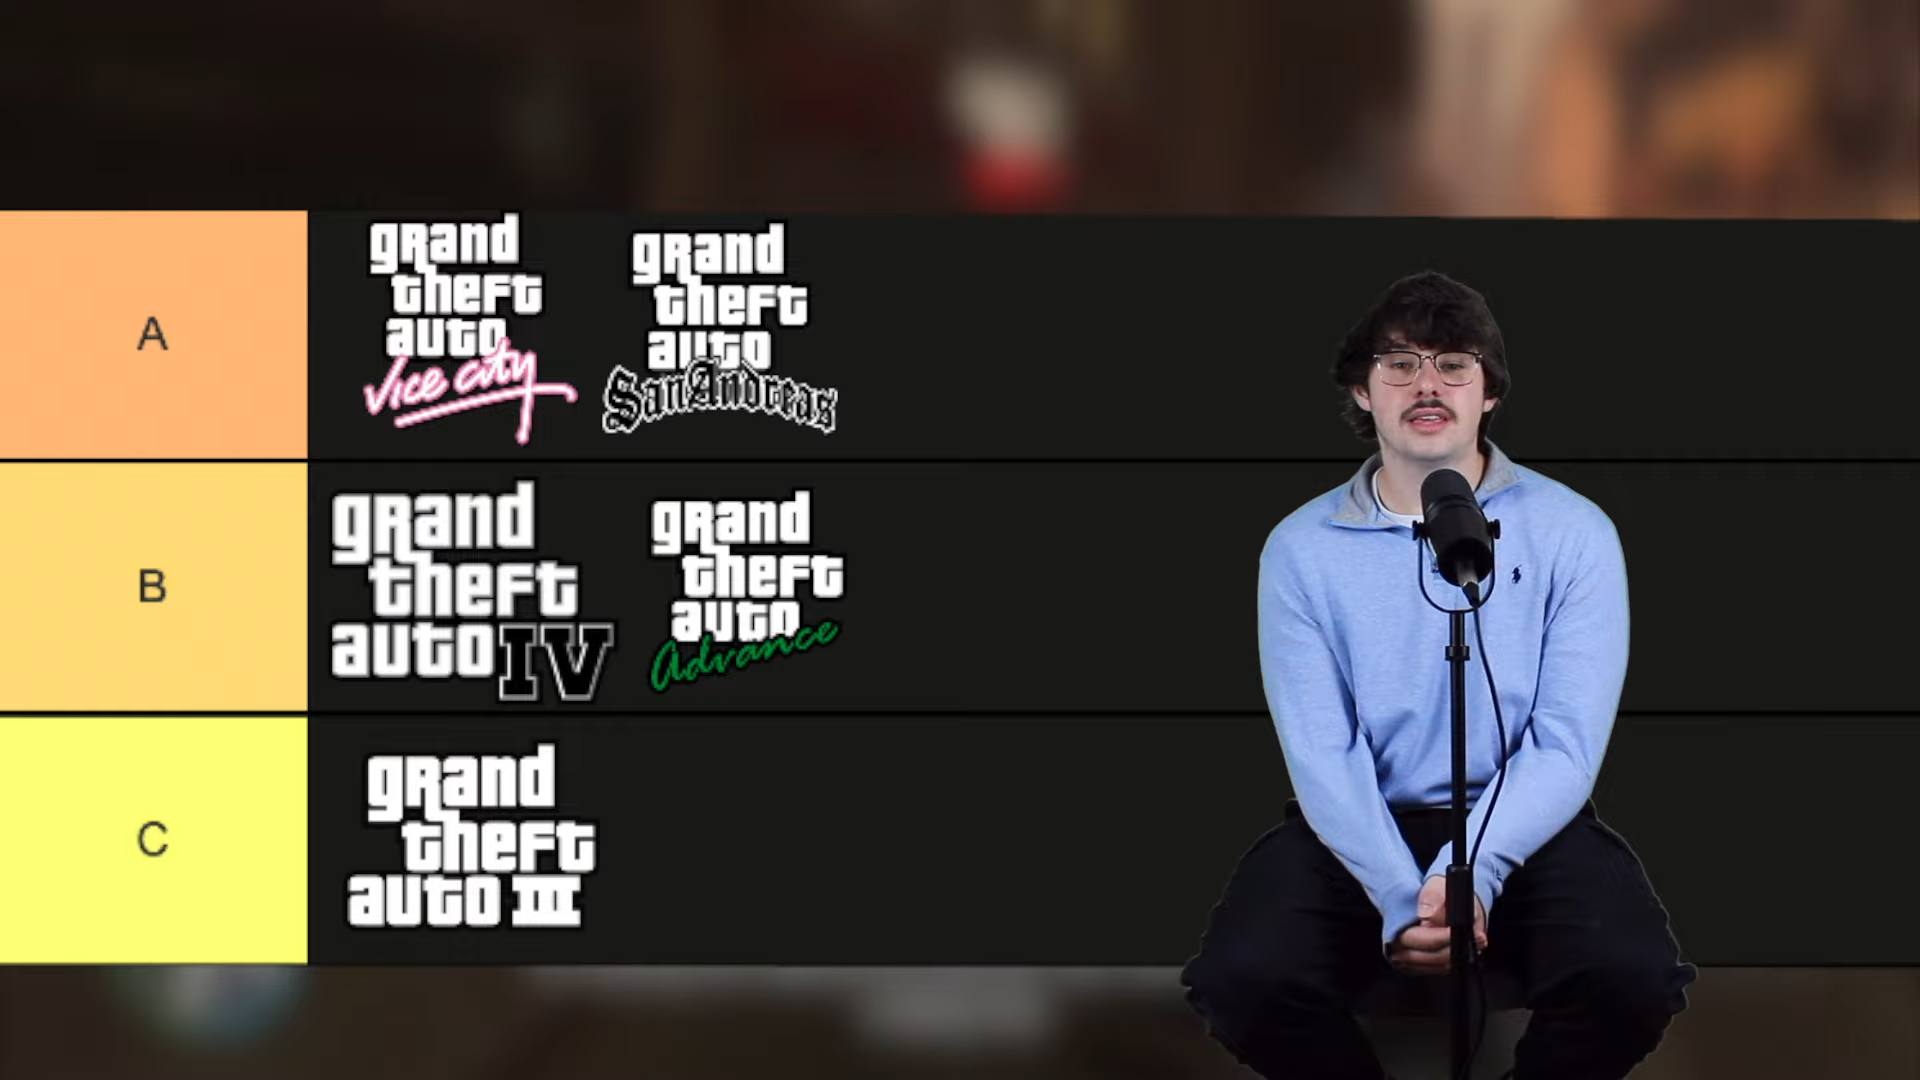 A
grand
theft
auto
Vice City
grand
theft
auto
San Andreas
B
grand
theft
auto IV
grand
theft
auto
Advance
C
grand
theft
auto III